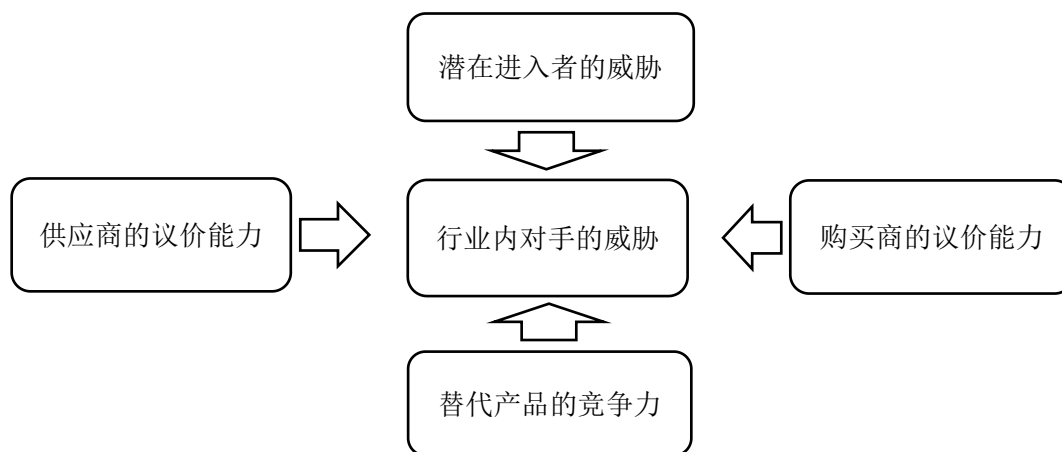 潜在进入者的威胁
供应商的议价能力
行业内对手的威胁
购买商的议价能力
替代产品的竞争力